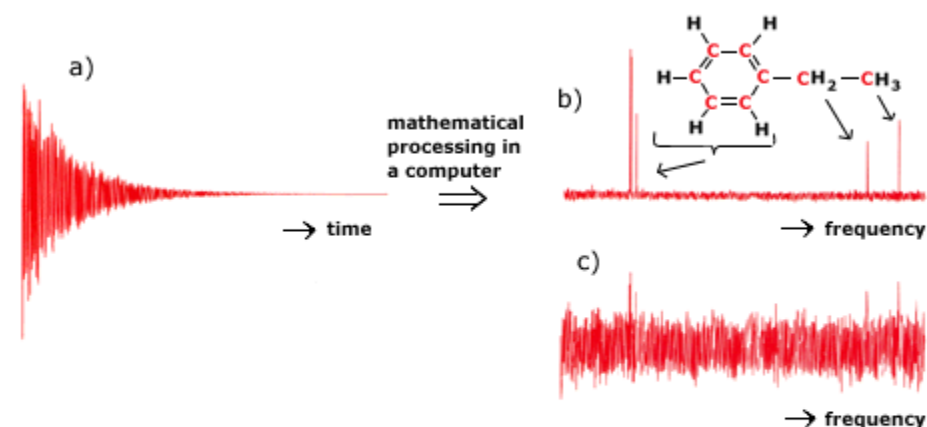 a)
→ time
mathematical
processing in
a computer
⇒
b)
H H
C C
H C C CH₂ CH₃
C C
H H
→ frequency
c)
→ frequency